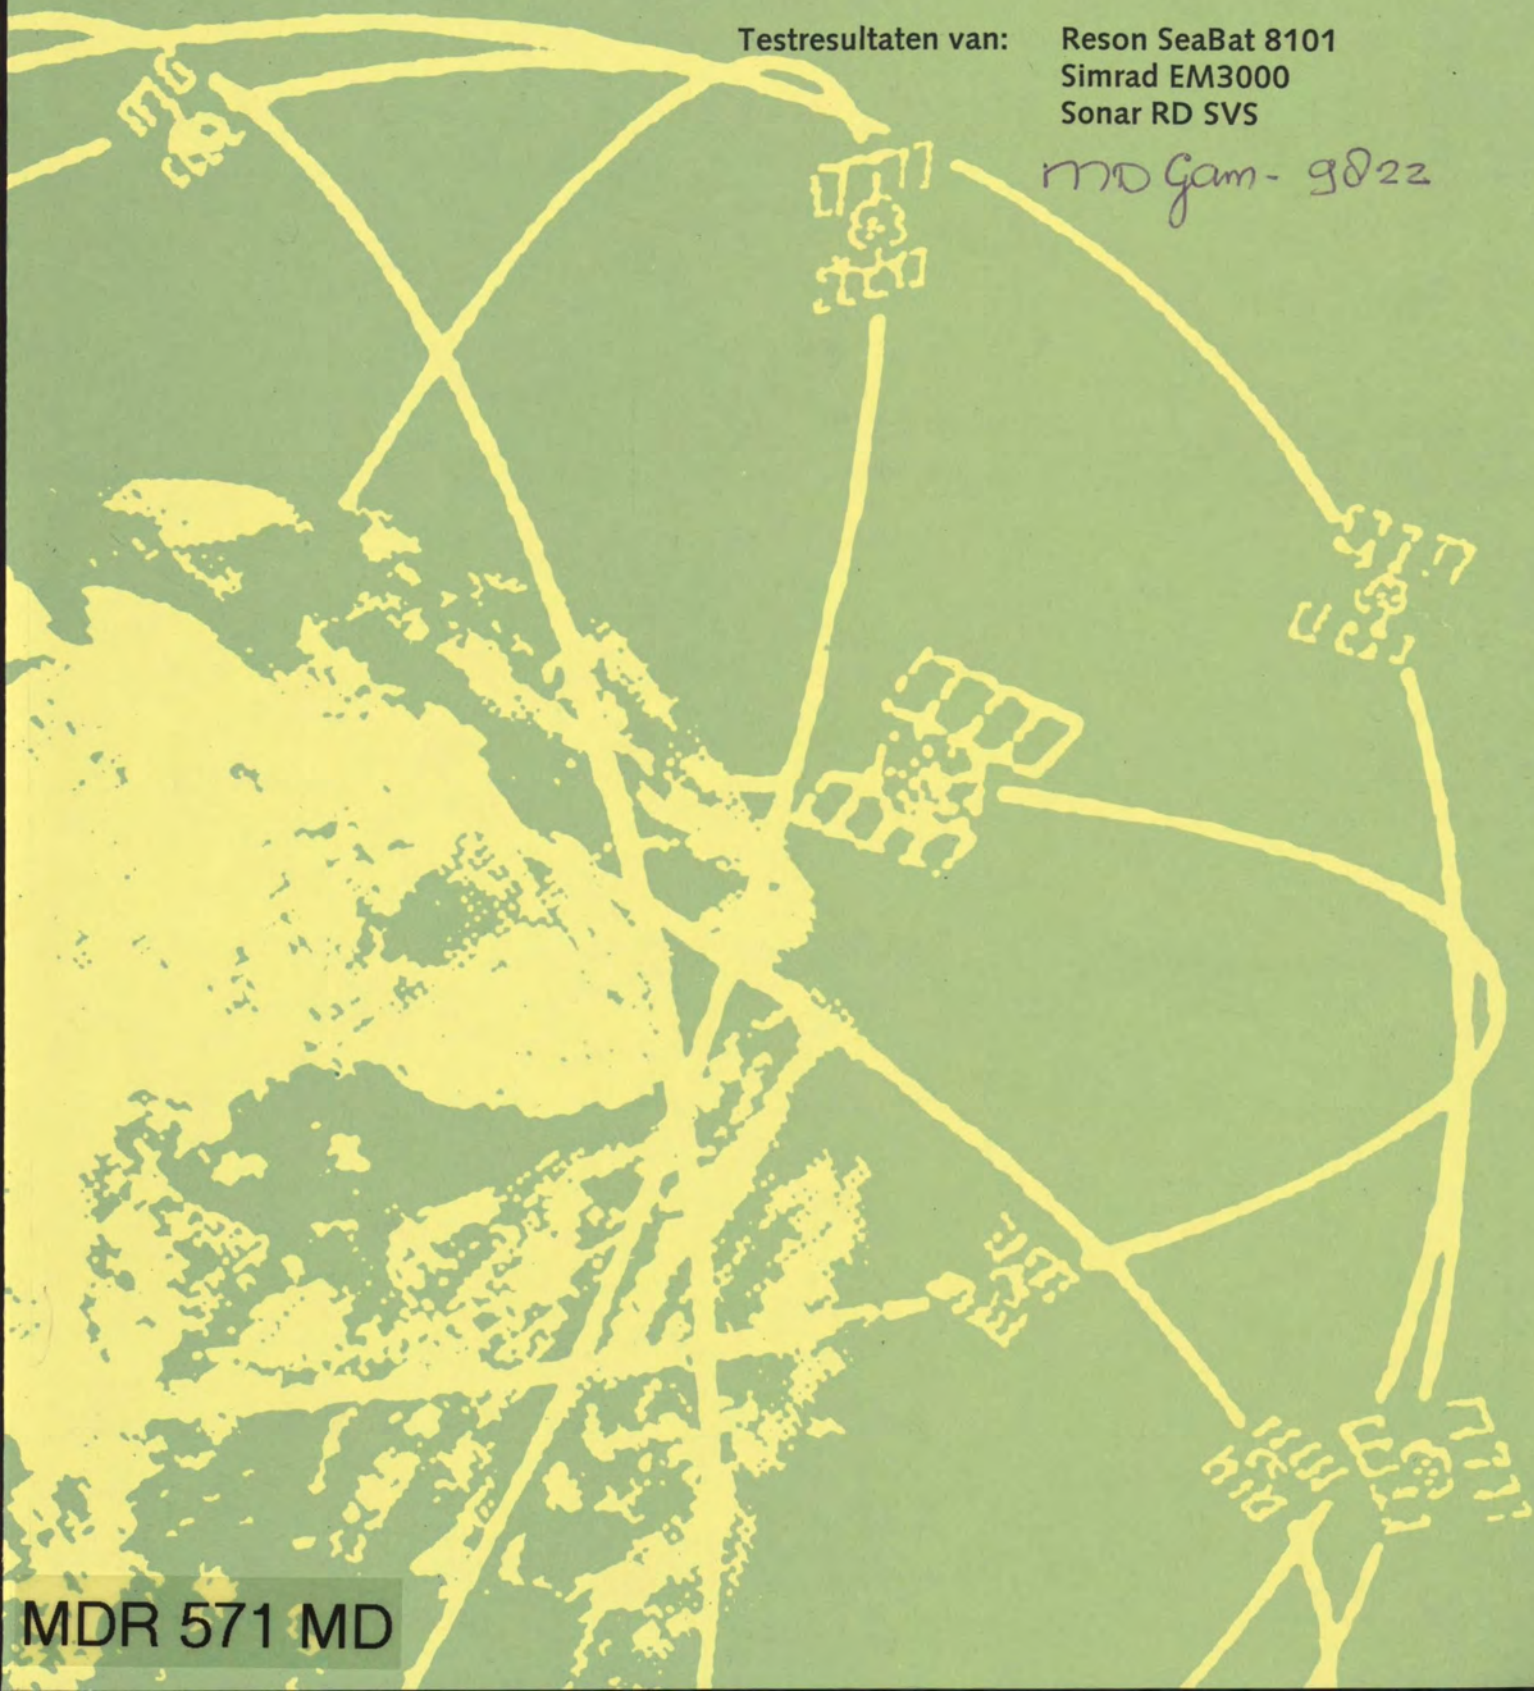 Testresultaten van: Reson SeaBat 8101
Simrad EM3000
Sonar RD SVS
MD Gam - 9822
MDR 571 MD